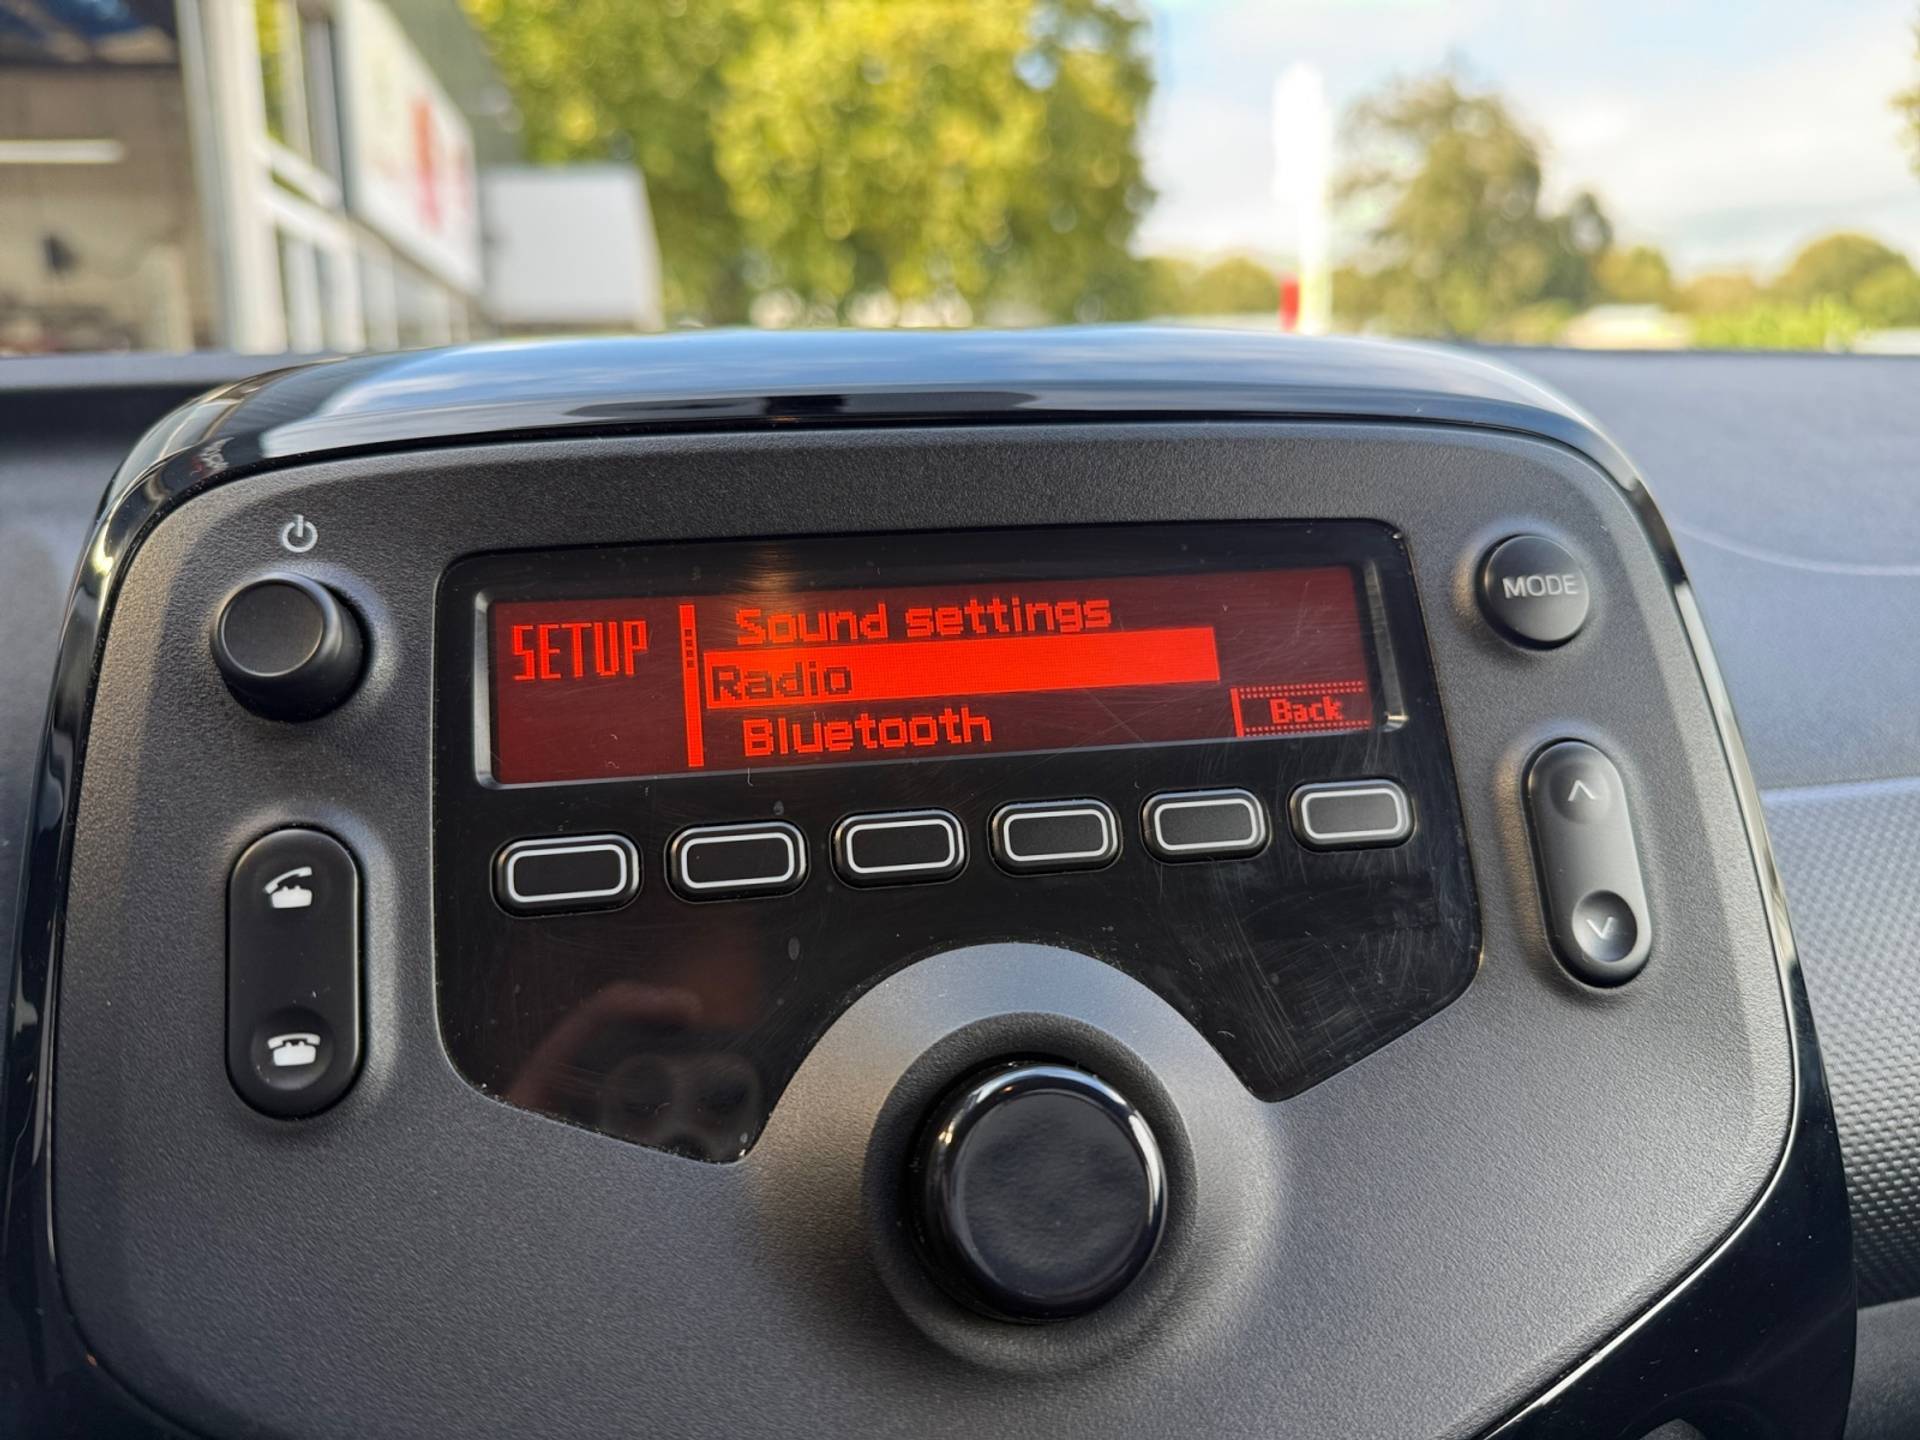 SETUP
Sound settings
Radio
Bluetooth
Back
MODE